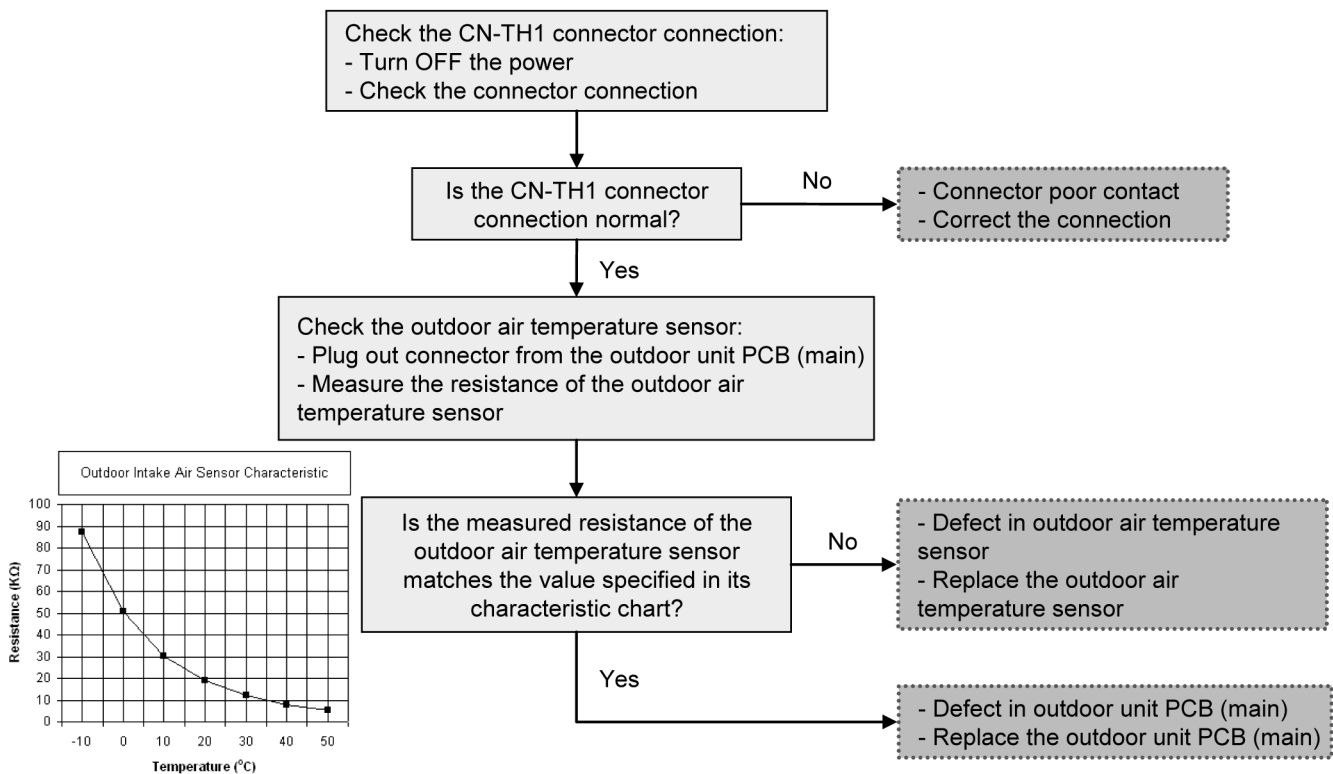 Check the CN-TH1 connector connection:
- Turn OFF the power
- Check the connector connection
Is the CN-TH1 connector
connection normal?
No
- Connector poor contact
- Correct the connection
Yes
Check the outdoor air temperature sensor:
- Plug out connector from the outdoor unit PCB (main)
- Measure the resistance of the outdoor air
temperature sensor
Outdoor Intake Air Sensor Characteristic
Resistance (KΩ)
100
90
80
70
60
50
40
30
20
10
0
-10 0 10 20 30 40 50
Temperature (°C)
Is the measured resistance of the
outdoor air temperature sensor
matches the value specified in its
characteristic chart?
No
- Defect in outdoor air temperature
sensor
- Replace the outdoor air
temperature sensor
Yes
- Defect in outdoor unit PCB (main)
- Replace the outdoor unit PCB (main)